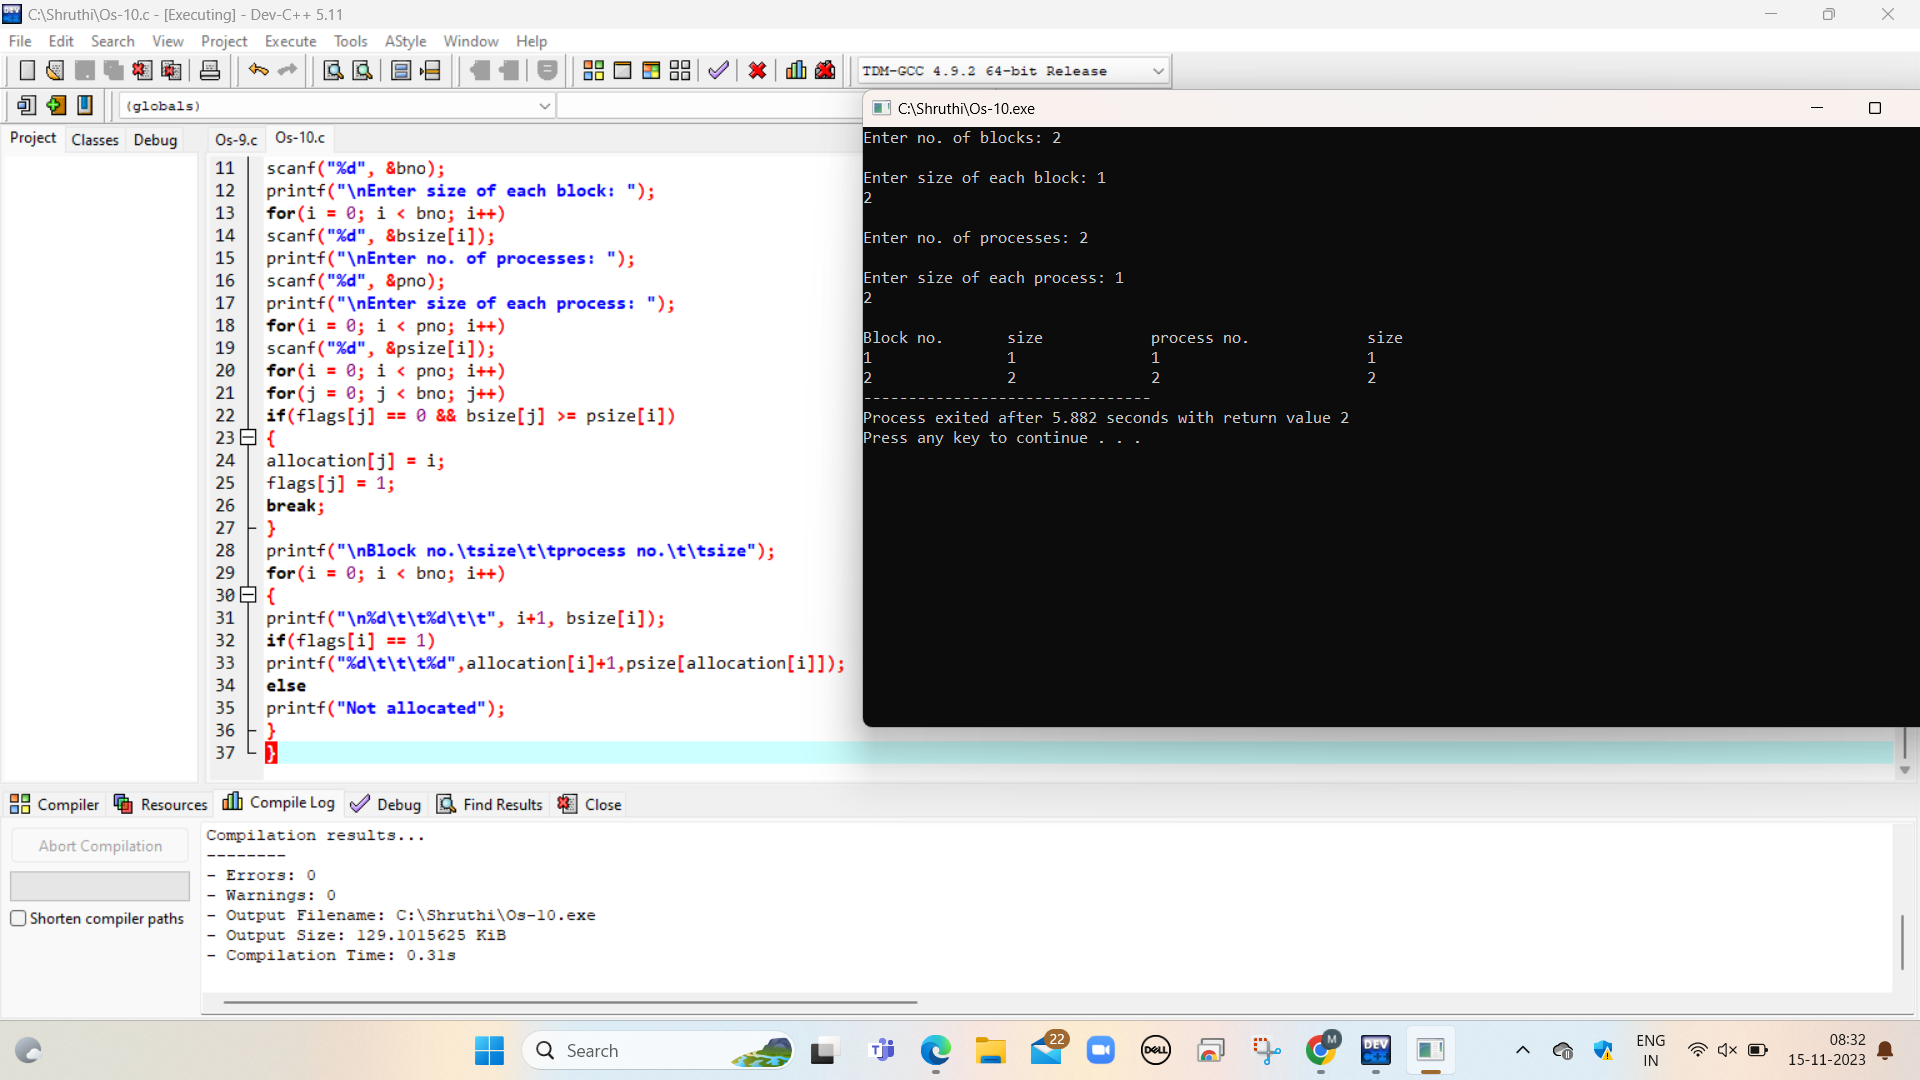 C:\Shruthi\Os-10.c - [Executing] - Dev-C++ 5.11
File Edit Search View Project Execute Tools AStyle Window Help
TDM-GCC 4.9.2 64-bit Release
(globals)
Project Classes Debug
Os-9.c Os-10.c
11 scanf("%d", &bno);
12 printf("\nEnter size of each block: ");
13 for(i = 0; i < bno; i++)
14 scanf("%d", &bsize[i]);
15 printf("\nEnter no. of processes: ");
16 scanf("%d", &pno);
17 printf("\nEnter size of each process: ");
18 for(i = 0; i < pno; i++)
19 scanf("%d", &psize[i]);
20 for(i = 0; i < pno; i++)
21 for(j = 0; j < bno; j++)
22 if(flags[j] == 0 && bsize[j] >= psize[i])
23 {
24 allocation[j] = i;
25 flags[j] = 1;
26 break;
27 }
28 printf("\nBlock no.\tsize\t\tprocess no.\t\tsize");
29 for(i = 0; i < bno; i++)
30 {
31 printf("\n%d\t\t%d\t\t", i+1, bsize[i]);
32 if(flags[i] == 1)
33 printf("%d\t\t\t%d",allocation[i]+1,psize[allocation[i]]);
34 else
35 printf("Not allocated");
36 }
37 }
C:\Shruthi\Os-10.exe
Enter no. of blocks: 2
Enter size of each block: 1
2
Enter no. of processes: 2
Enter size of each process: 1
2
Block no. size process no. size
1 1 1 1
2 2 2 2
--------------------------------
Process exited after 5.882 seconds with return value 2
Press any key to continue . . .
Compiler Resources Compile Log Debug Find Results Close
Abort Compilation
Shorten compiler paths
Compilation results...
--------
- Errors: 0
- Warnings: 0
- Output Filename: C:\Shruthi\Os-10.exe
- Output Size: 129.1015625 KiB
- Compilation Time: 0.31s
Search
22
DELL
M
DEV
C++
ENG
IN
08:32
15-11-2023